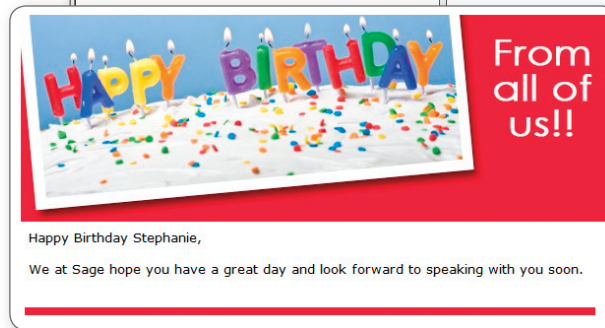 HAPPY BIRTHDAY
From
all of
us!!
Happy Birthday Stephanie,
We at Sage hope you have a great day and look forward to speaking with you soon.